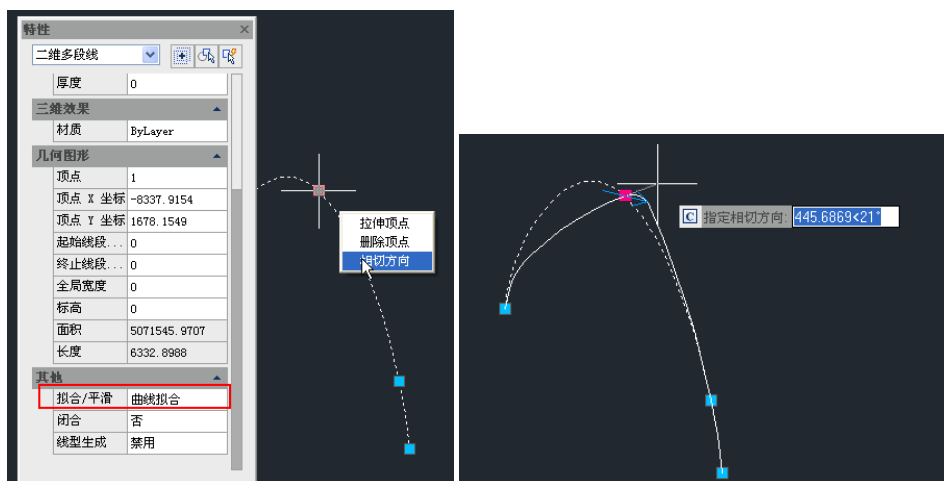 特性
二维多段线
厚度 0
三维效果
材质 ByLayer
几何图形
顶点 1
顶点 X 坐标 -8337.9154
顶点 Y 坐标 1678.1549
起始线段... 0
终止线段... 0
全局宽度 0
标高 0
面积 5071545.9707
长度 6332.8988
其他
拟合/平滑 曲线拟合
闭合 否
线型生成 禁用
拉伸顶点
删除顶点
相切方向
C 指定相切方向: 445.6869<21°